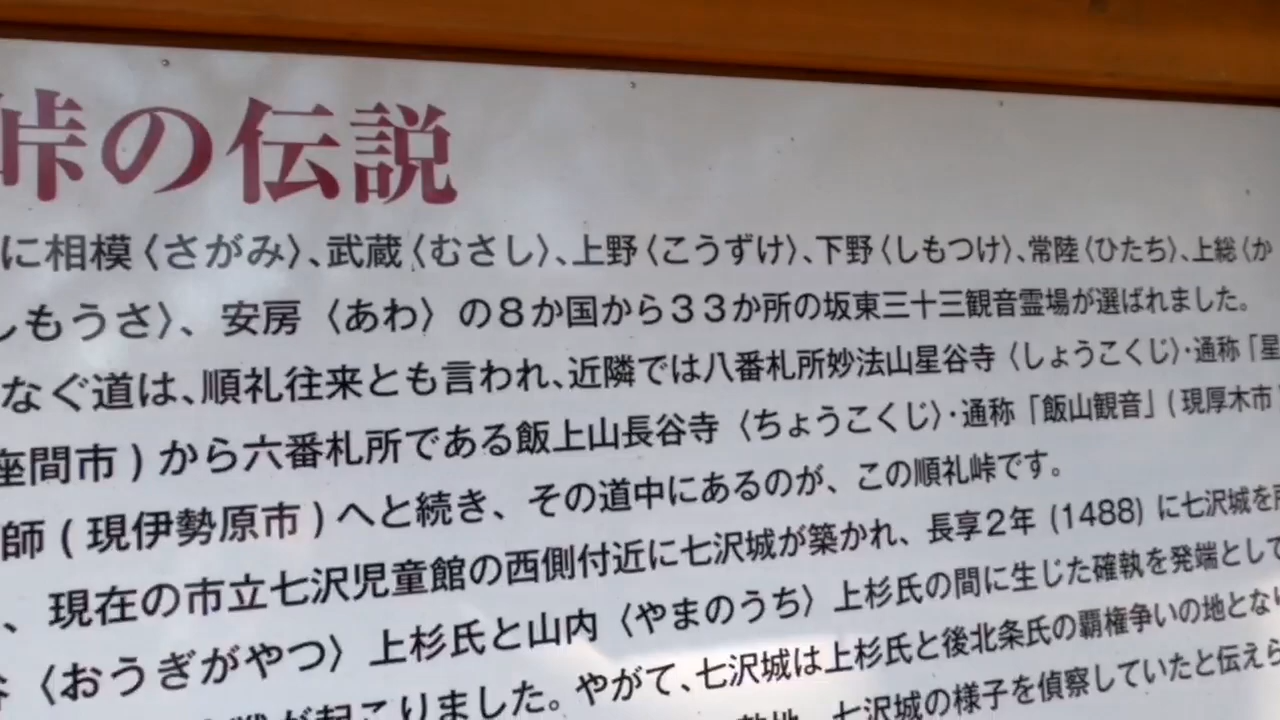 峠の伝説
に相模〈さがみ〉、武蔵〈むさし〉、上野〈こうずけ〉、下野〈しもつけ〉、常陸〈ひたち〉、上総〈か
しもうさ〉、安房〈あわ〉の8か国から33か所の坂東三十三観音霊場が選ばれました。
なぐ道は、順礼往来とも言われ、近隣では八番札所妙法山星谷寺〈しょうこくじ〉・通称「星
座間市)から六番札所である飯上山長谷寺〈ちょうこくじ〉・通称「飯山観音」(現厚木市
師(現伊勢原市)へと続き、その道中にあるのが、この順礼峠です。
、現在の市立七沢児童館の西側付近に七沢城が築かれ、長享2年(1488)に七沢城を
谷〈おうぎがやつ〉上杉氏と山内〈やまのうち〉上杉氏の間に生じた確執を発端として
が起こりました。やがて、七沢城は上杉氏と後北条氏の覇権争いの地とない
七沢城の様子を偵察していたと伝えら